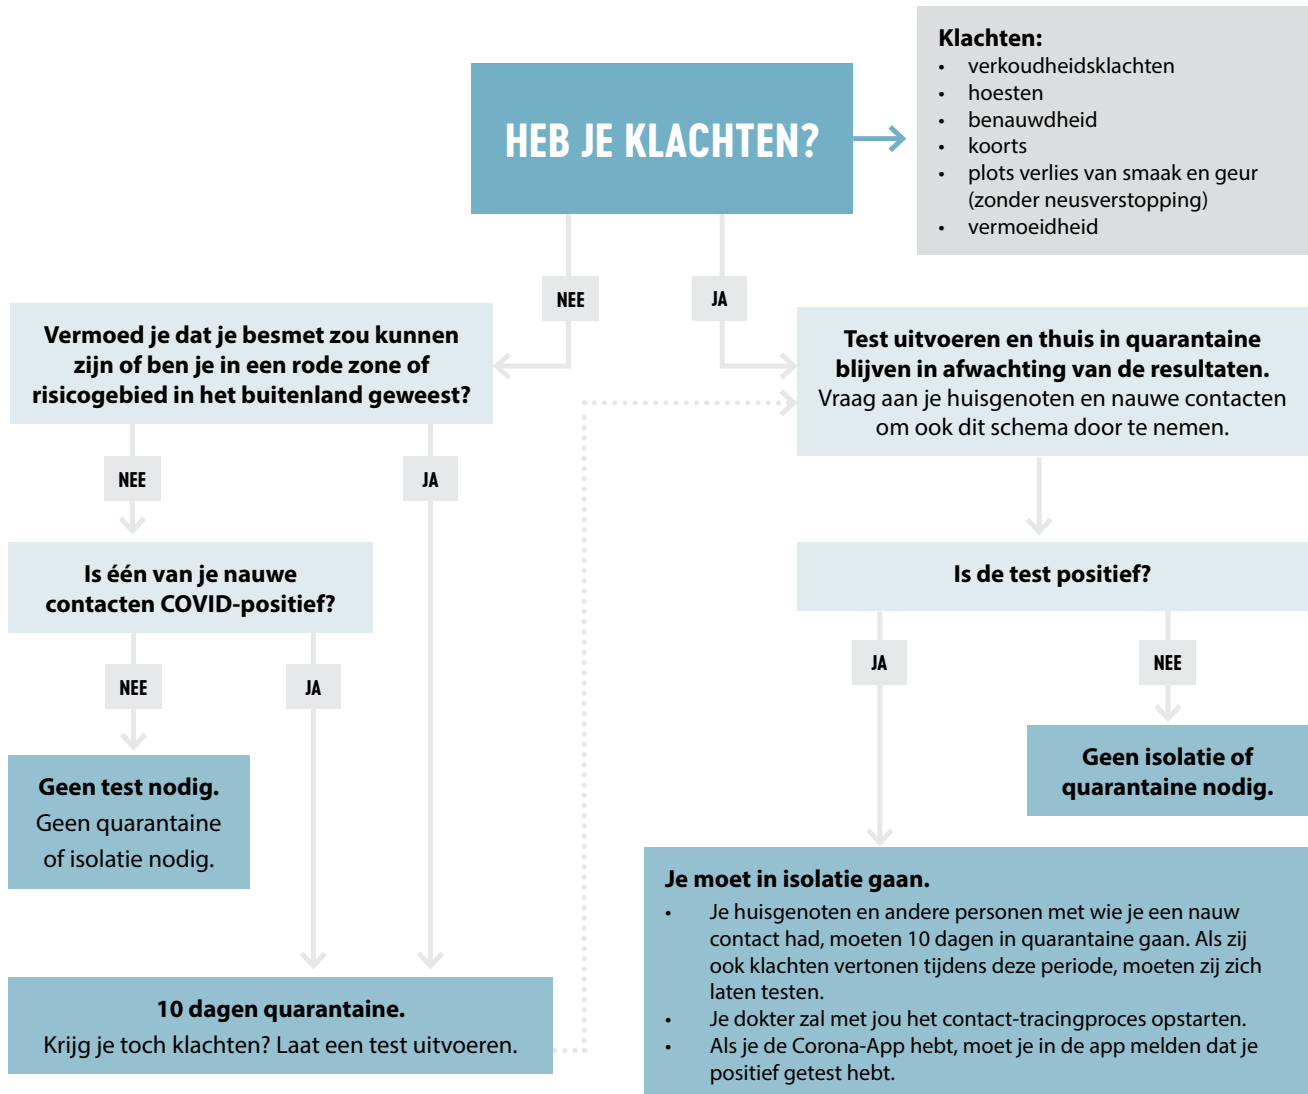 Klachten:
• verkoudheidsklachten
• hoesten
• benauwdheid
• koorts
• plots verlies van smaak en geur
(zonder neusverstopping)
• vermoeidheid
HEB JE KLACHTEN?
NEE
JA
Vermoed je dat je besmet zou kunnen
zijn of ben je in een rode zone of
risicogebied in het buitenland geweest?
Test uitvoeren en thuis in quarantaine
blijven in afwachting van de resultaten.
Vraag aan je huisgenoten en nauwe contacten
om ook dit schema door te nemen.
NEE
JA
Is één van je nauwe
contacten COVID-positief?
Is de test positief?
NEE
JA
JA
NEE
Geen test nodig.
Geen quarantaine
of isolatie nodig.
Geen isolatie of
quarantaine nodig.
Je moet in isolatie gaan.
• Je huisgenoten en andere personen met wie je een nauw
contact had, moeten 10 dagen in quarantaine gaan. Als zij
ook klachten vertonen tijdens deze periode, moeten zij zich
laten testen.
• Je dokter zal met jou het contact-tracingproces opstarten.
• Als je de Corona-App hebt, moet je in de app melden dat je
positief getest hebt.
10 dagen quarantaine.
Krijg je toch klachten? Laat een test uitvoeren.